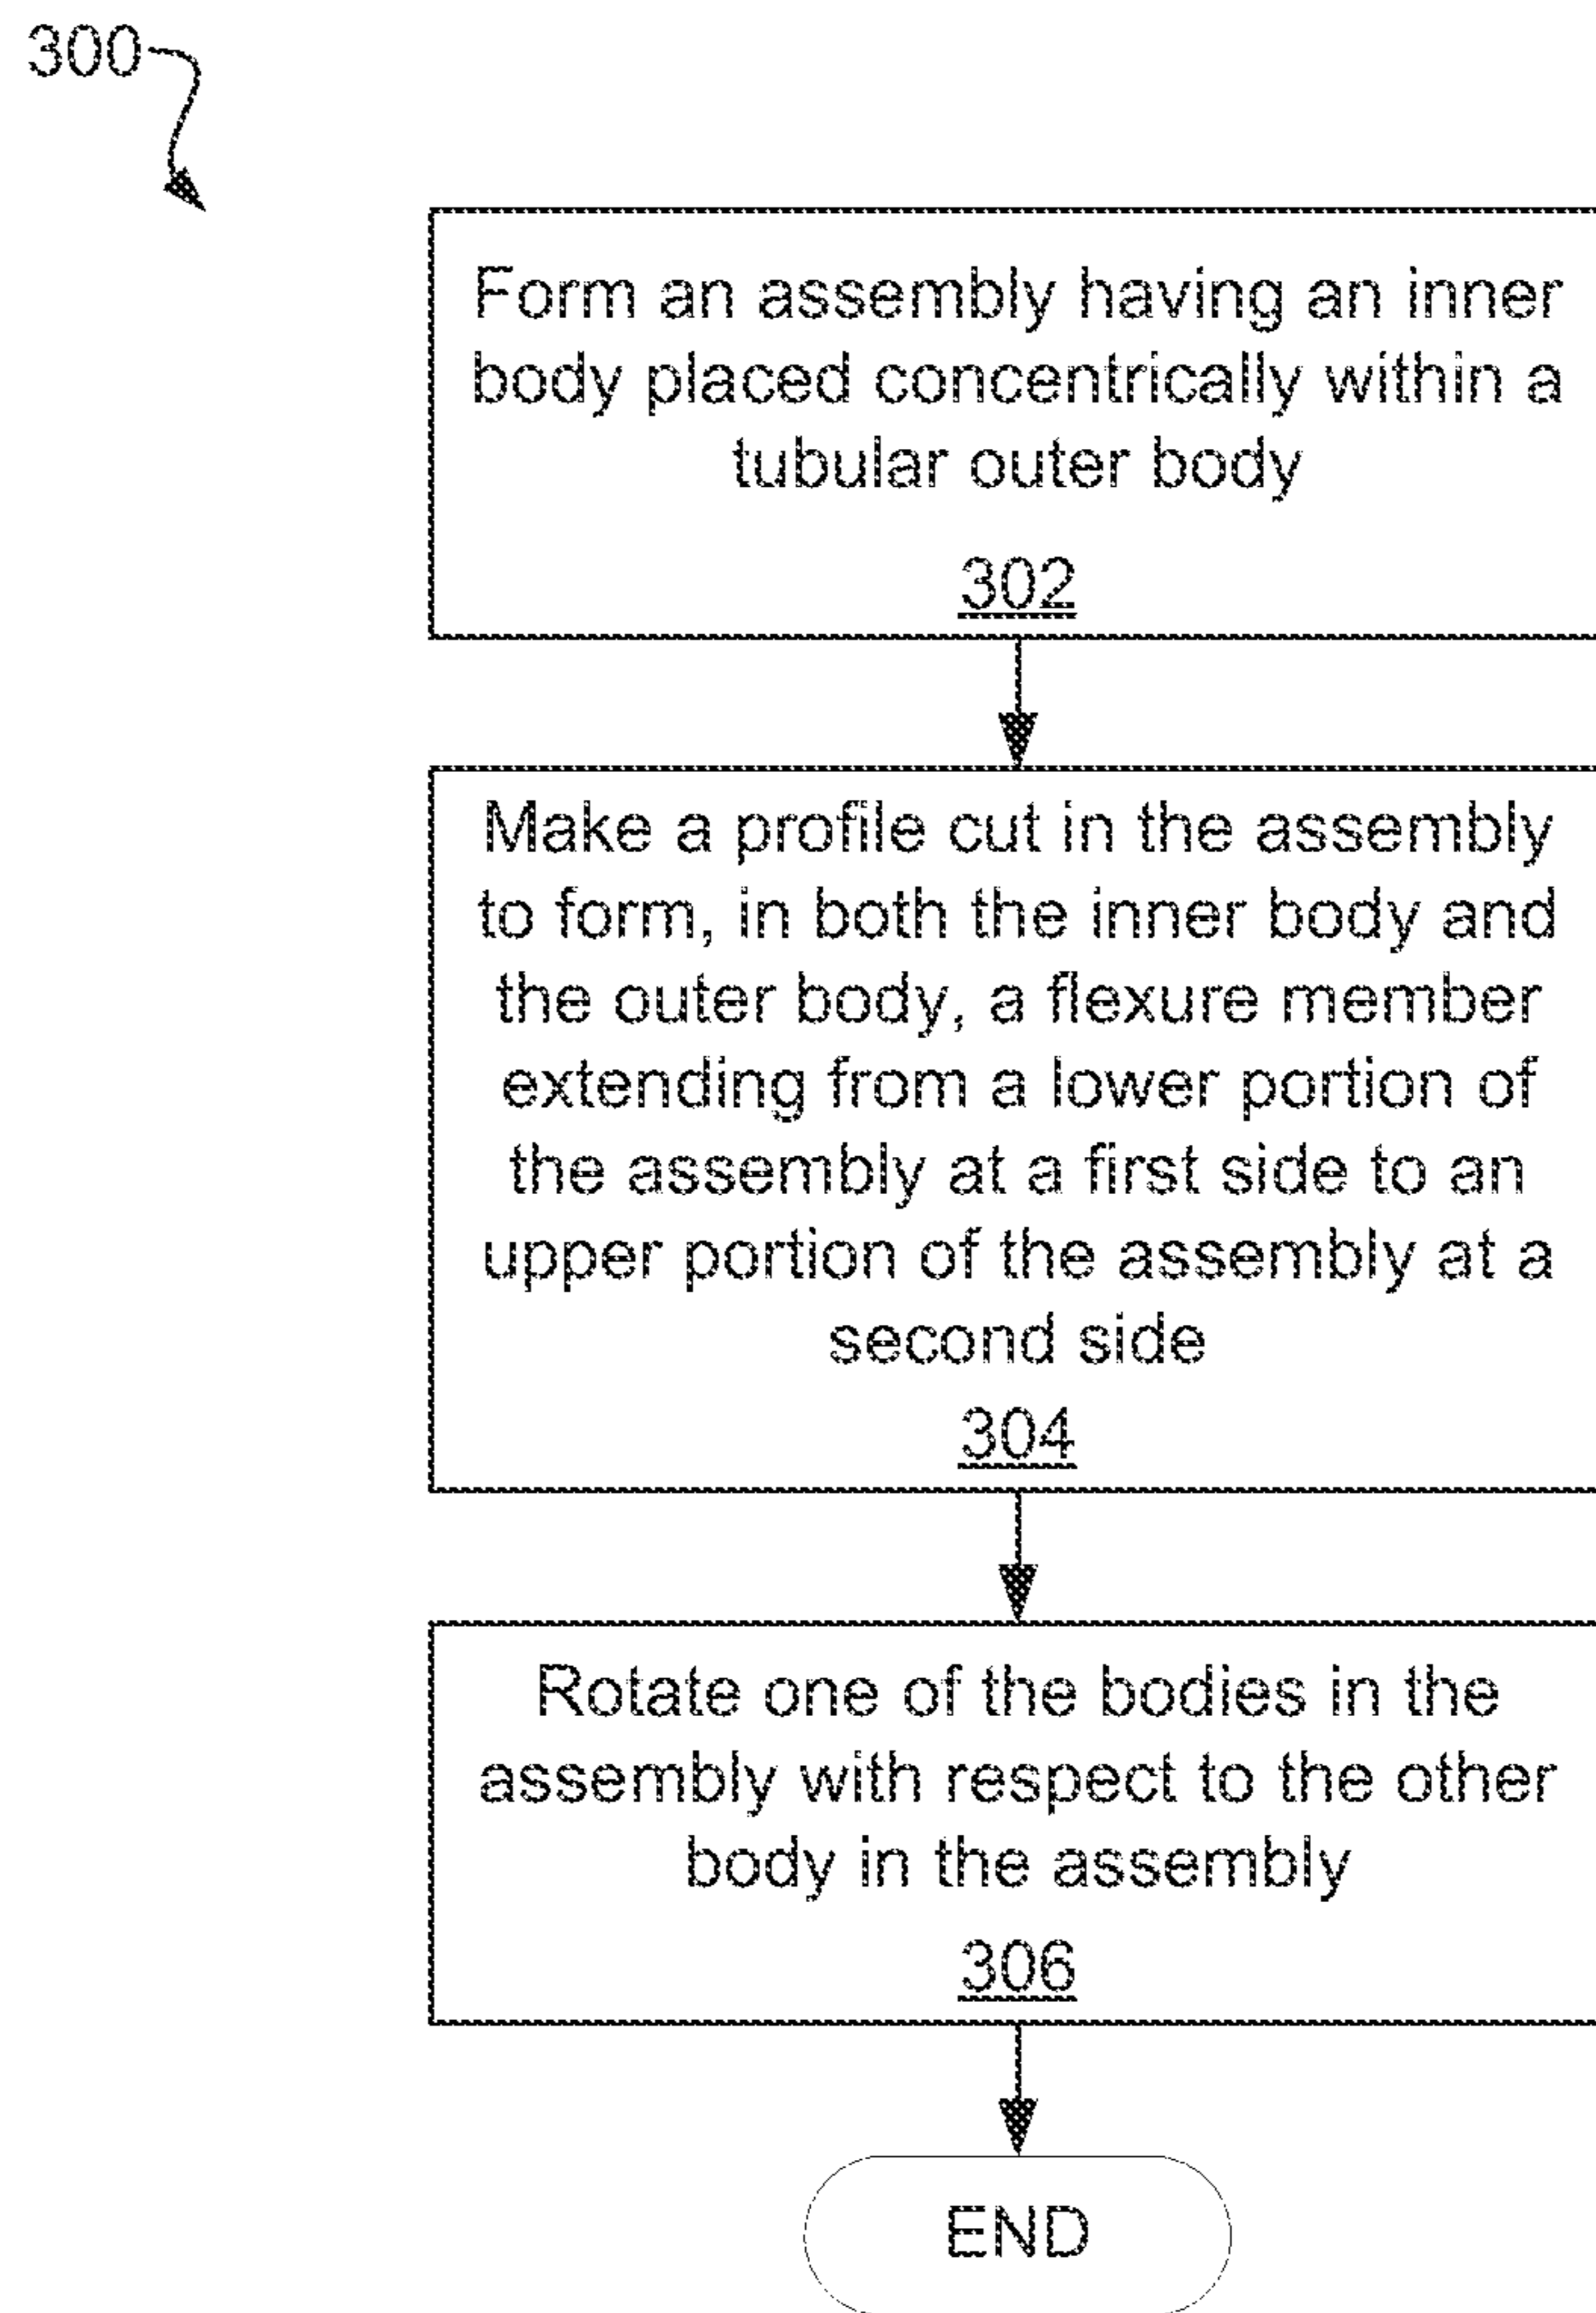 300
Form an assembly having an inner
body placed concentrically within a
tubular outer body
302
Make a profile cut in the assembly
to form, in both the inner body and
the outer body, a flexure member
extending from a lower portion of
the assembly at a first side to an
upper portion of the assembly at a
second side
304
Rotate one of the bodies in the
assembly with respect to the other
body in the assembly
306
END